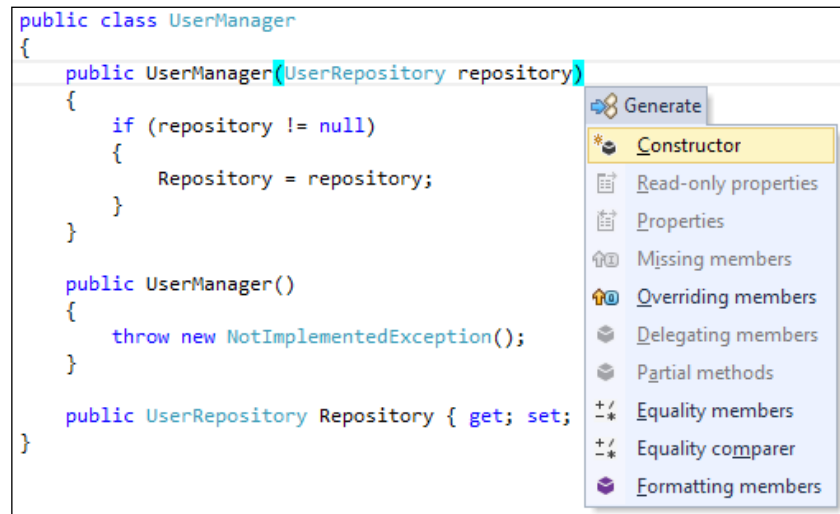 public class UserManager
{
    public UserManager(UserRepository repository)
    {
        if (repository != null)
        {
            Repository = repository;
        }
    }

    public UserManager()
    {
        throw new NotImplementedException();
    }

    public UserRepository Repository { get; set;
}
Generate
Constructor
Read-only properties
Properties
Missing members
Overriding members
Delegating members
Partial methods
Equality members
Equality comparer
Formatting members